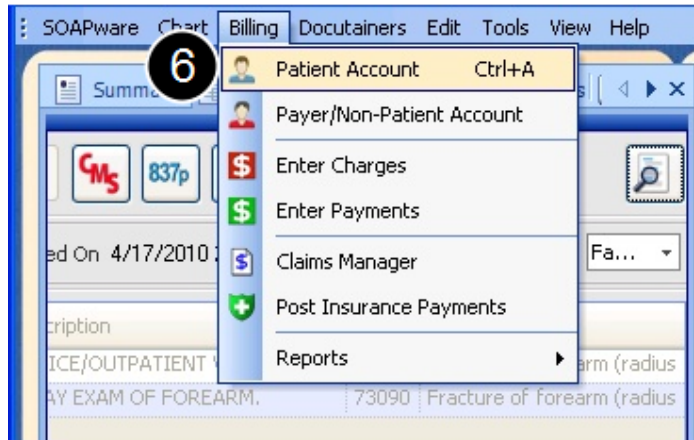 SOAPware Chart Billing Docutainers Edit Tools View Help
6
Patient Account Ctrl+A
Summa
Payer/Non-Patient Account
CMS 837p
Enter Charges
Enter Payments
ed On 4/17/2010
Fa...
Claims Manager
Post Insurance Payments
cription
Reports
ICE/OUTPATIENT arm (radius
AY EXAM OF FOREARM. 73090 Fracture of forearm (radius